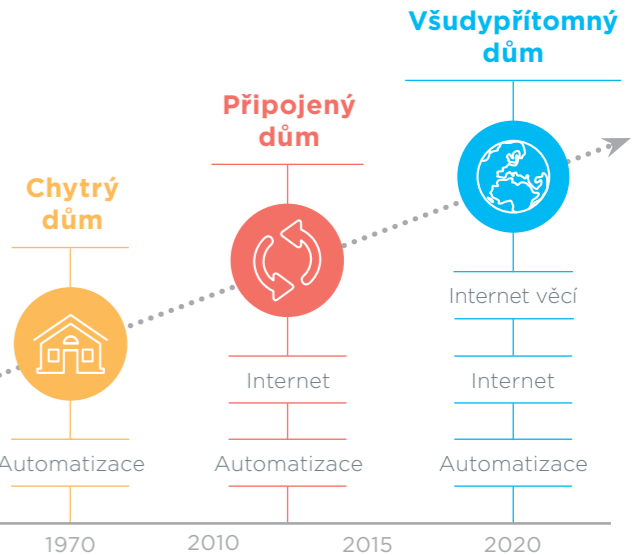 Všudypřítomný
dům
Připojený
dům
Chytrý
dům
Internet věcí
Internet
Internet
Automatizace
Automatizace
Automatizace
1970
2010
2015
2020